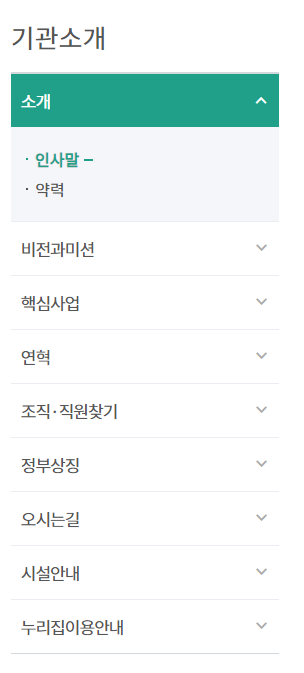 기관소개
소개
· 인사말 –
· 약력
비전과미션
핵심사업
연혁
조직·직원찾기
정부상징
오시는길
시설안내
누리집이용안내